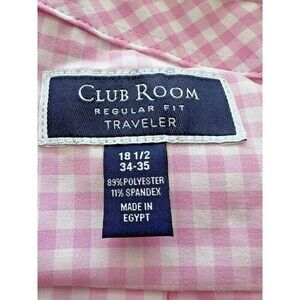 CLUB ROOM
REGULAR FIT
TRAVELER
18 1/2
34-35
89% POLYESTER
11% SPANDEX
MADE IN
EGYPT